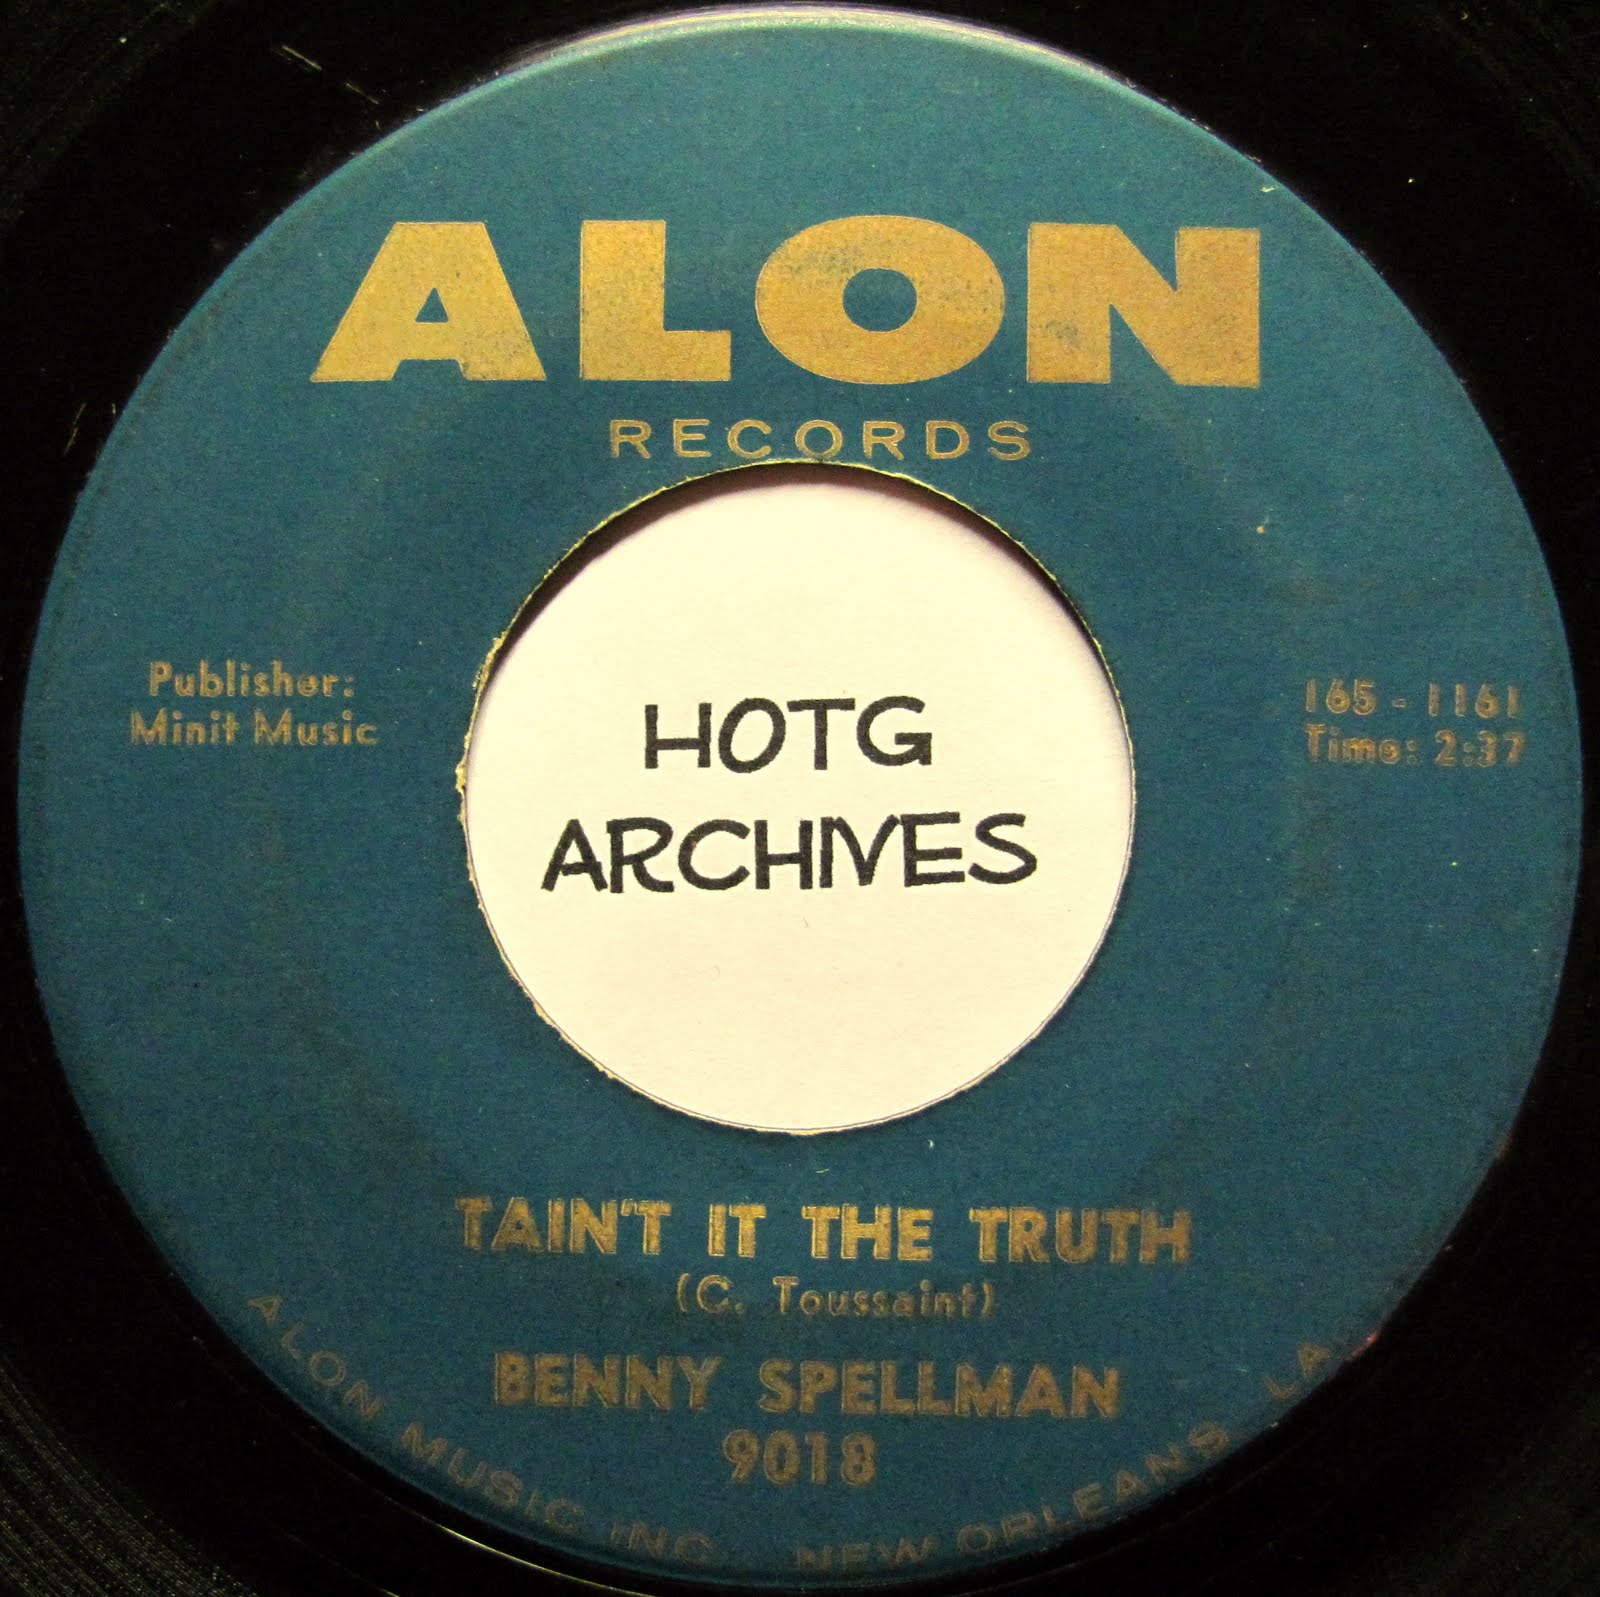 ALON
RECORDS
Publisher:
Minit Music
165 - 1161
Time: 2:37
HOTG
ARCHIVES
TAIN'T IT THE TRUTH
(C. Toussaint)
BENNY SPELLMAN
9018
ALON MUSIC INC. NEW ORLEANS LA.